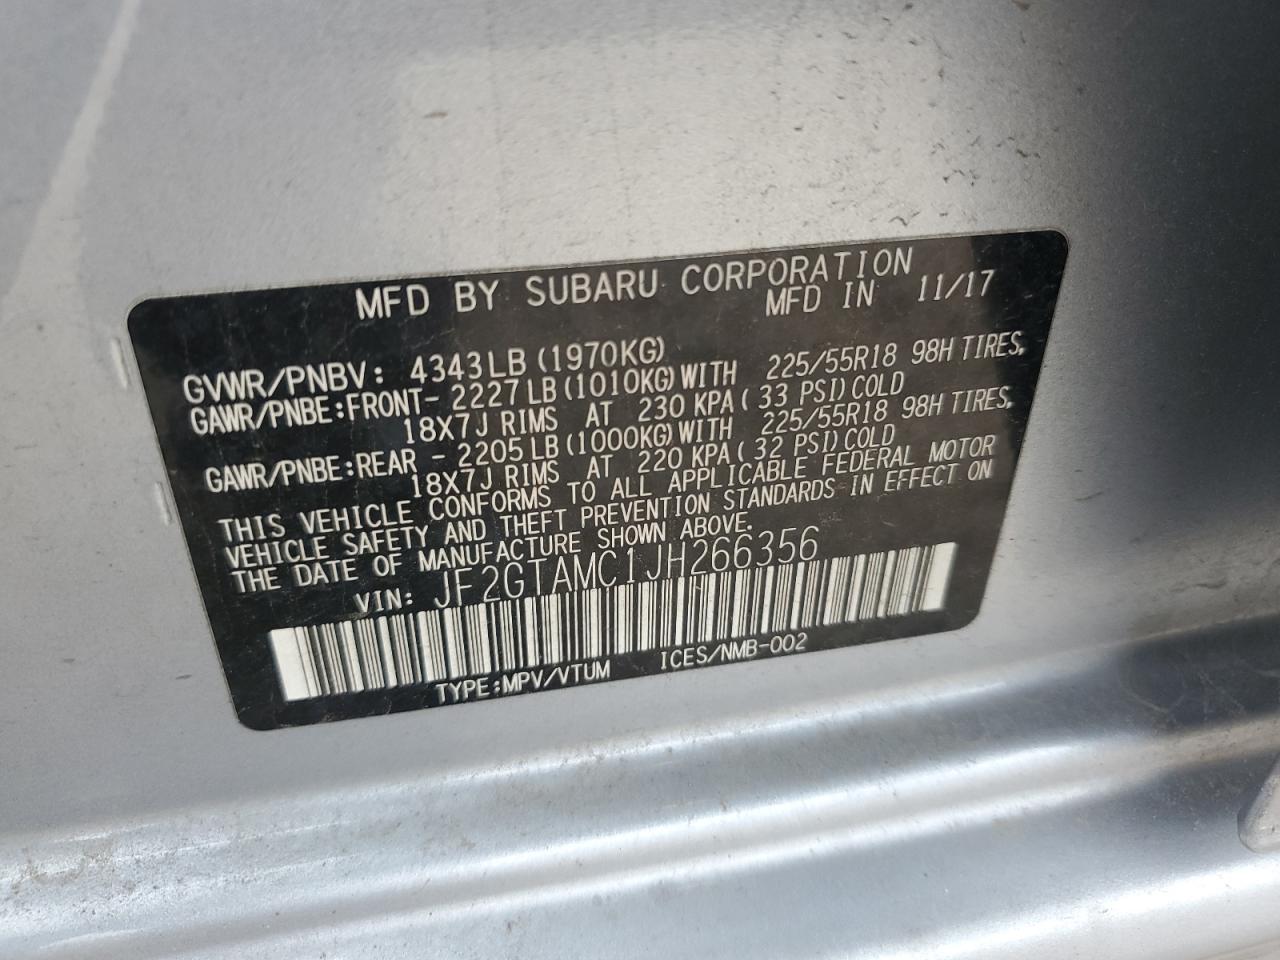 MFD BY SUBARU CORPORATION
MFD IN 11/17
GVWR/PNBV: 4343LB (1970KG)
GAWR/PNBE:FRONT- 2227LB(1010KG)WITH 225/55R18 98H TIRES,
18X7J RIMS AT 230 KPA( 33 PSI)COLD
GAWR/PNBE:REAR - 2205LB(1000KG)WITH 225/55R18 98H TIRES,
18X7J RIMS AT 220 KPA( 32 PSI)COLD
THIS VEHICLE CONFORMS TO ALL APPLICABLE FEDERAL MOTOR
VEHICLE SAFETY AND THEFT PREVENTION STANDARDS IN EFFECT ON
THE DATE OF MANUFACTURE SHOWN ABOVE.
VIN: JF2GTAMC1JH266356
TYPE:MPV/VTUM ICES/NMB-002